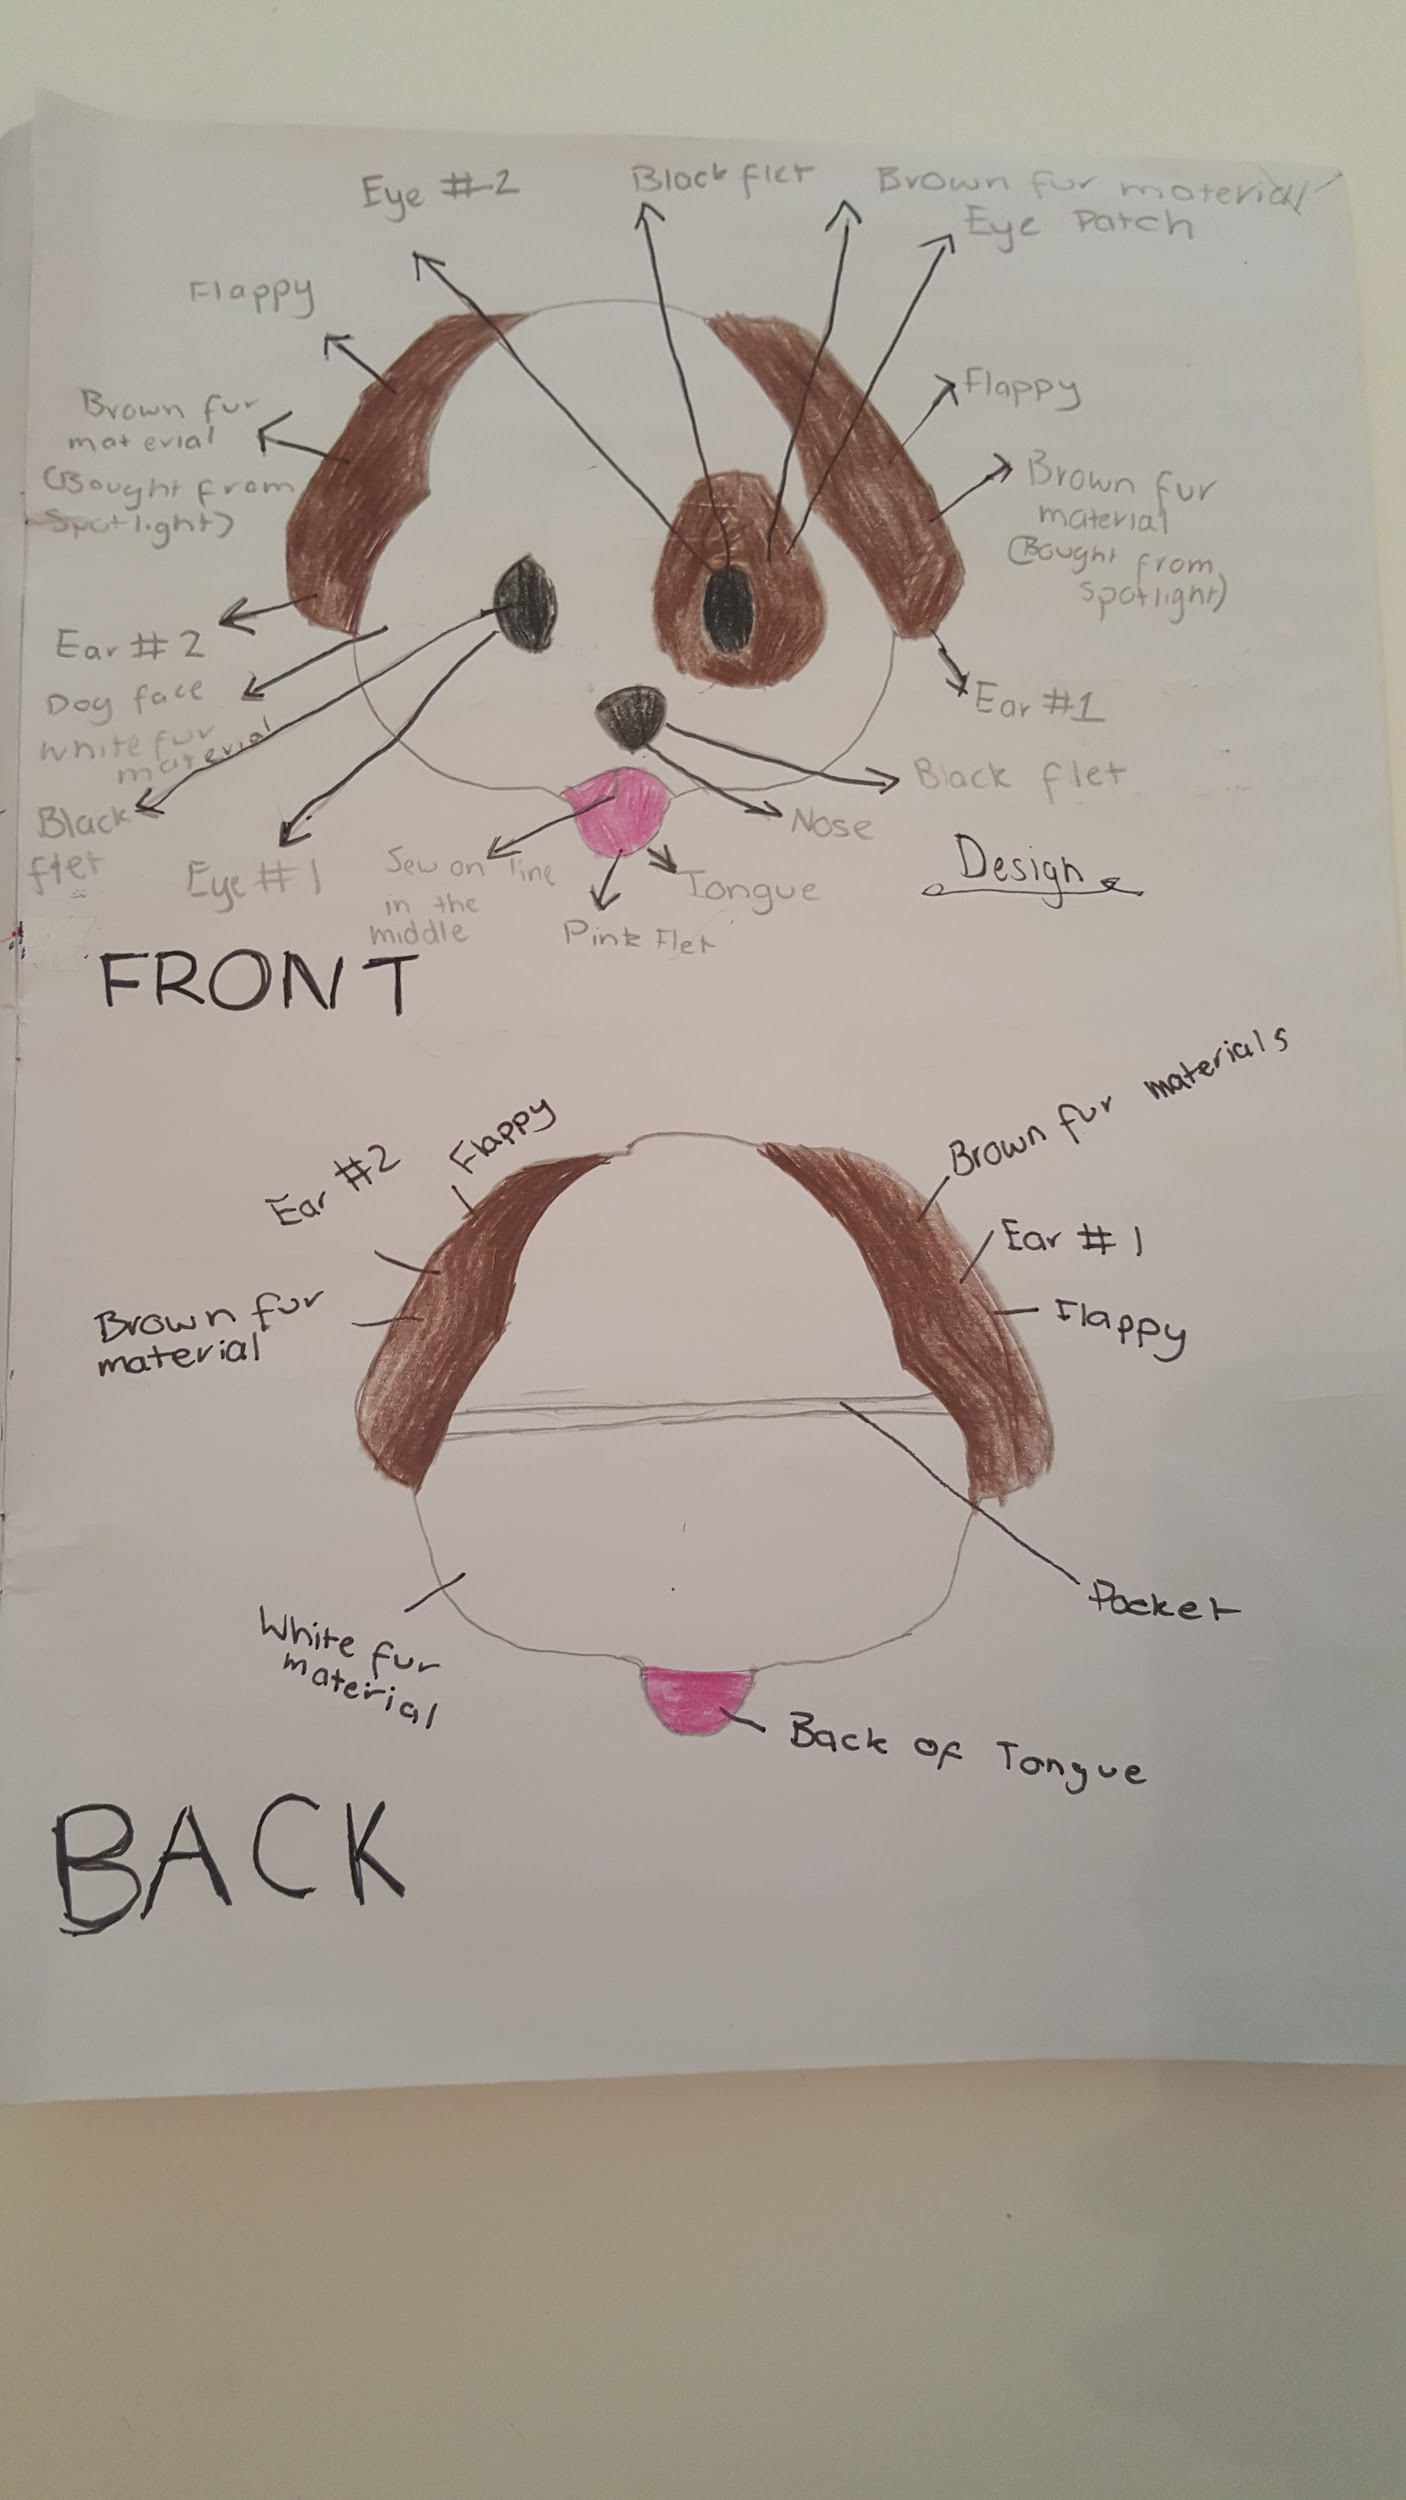 Eye #2
Black flet
Brown fur material/
Eye Patch
Flappy
Flappy
Brown fur
material
(Bought from
Spotlight)
Brown fur
material
(Bought from
Spotlight)
Ear #2
Dog face
white fur
material
Ear #1
Black flet
Nose
Black
flet
Eye #1
Sew on line
in the
middle
Tongue
Pink Flet
Design
FRONT
Ear #2
Flappy
Brown fur materials
Ear #1
Flappy
Brown fur
material
Pocket
White fur
material
Back of Tongue
BACK